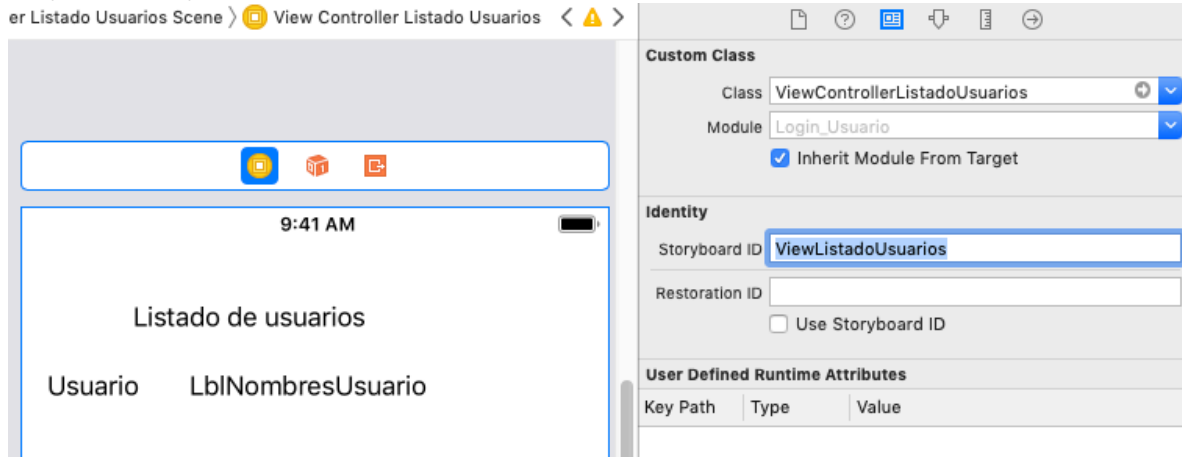 er Listado Usuarios Scene 〉 View Controller Listado Usuarios < >
Custom Class
Class ViewControllerListadoUsuarios
Module Login_Usuario
Inherit Module From Target
9:41 AM
Identity
Storyboard ID ViewListadoUsuarios
Restoration ID
Use Storyboard ID
Listado de usuarios
Usuario LblNombresUsuario
User Defined Runtime Attributes
Key Path Type Value